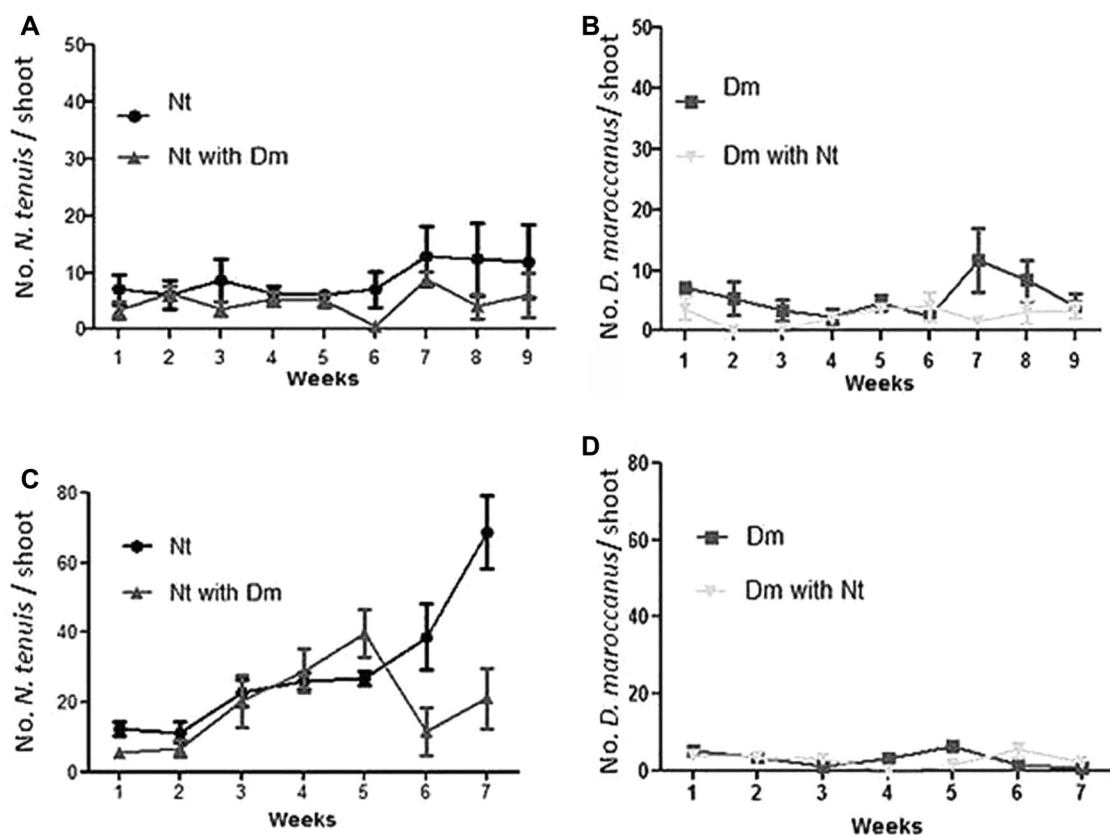 A
No. N. tenuis / shoot
50
40
30
20
10
0
Nt
Nt with Dm
1 2 3 4 5 6 7 8 9
Weeks
B
No. D. maroccanus/ shoot
50
40
30
20
10
0
Dm
Dm with Nt
1 2 3 4 5 6 7 8 9
Weeks
C
No. N. tenuis / shoot
80
60
40
20
0
Nt
Nt with Dm
1 2 3 4 5 6 7
Weeks
D
No. D. maroccanus/ shoot
80
60
40
20
0
Dm
Dm with Nt
1 2 3 4 5 6 7
Weeks